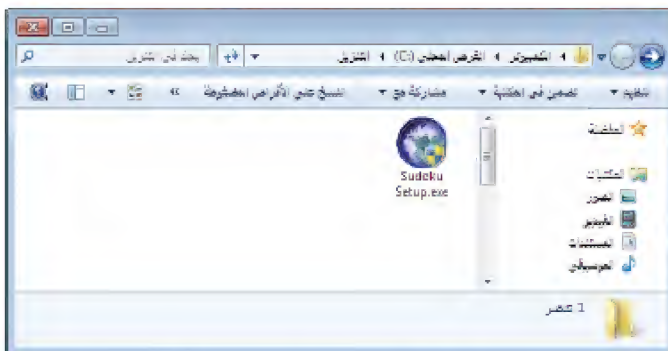 الكمبيوتر ◂ القرص المحلي (C:) ◂ التنزيل
بحث في التنزيل
تنظيم
تضمين في المكتبة
مشاركة مع
النسخ على الأقراص المضغوطة
»
المفضلة
المكتبات
الصور
الفيديو
المستندات
الموسيقى
Sudoku
Setup.exe
1 عنصر